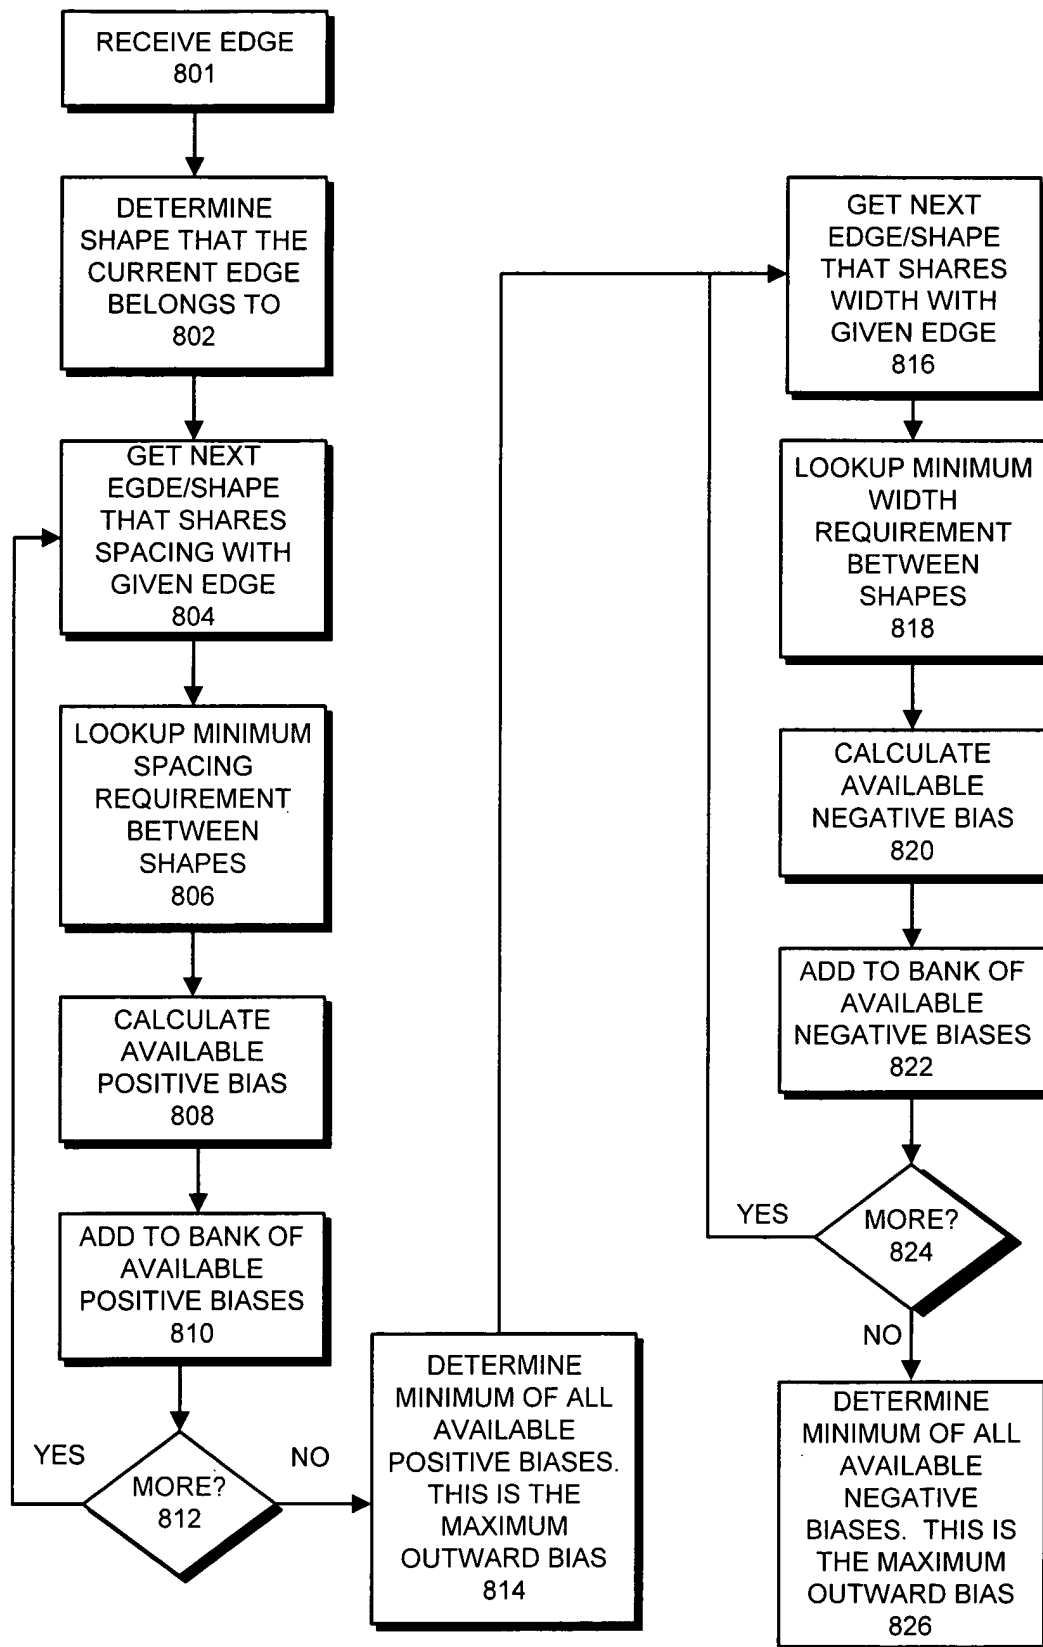 RECEIVE EDGE
801
DETERMINE
SHAPE THAT THE
CURRENT EDGE
BELONGS TO
802
GET NEXT
EGDE/SHAPE
THAT SHARES
SPACING WITH
GIVEN EDGE
804
LOOKUP MINIMUM
SPACING
REQUIREMENT
BETWEEN
SHAPES
806
CALCULATE
AVAILABLE
POSITIVE BIAS
808
ADD TO BANK OF
AVAILABLE
POSITIVE BIASES
810
YES
MORE?
812
NO
DETERMINE
MINIMUM OF ALL
AVAILABLE
POSITIVE BIASES.
THIS IS THE
MAXIMUM
OUTWARD BIAS
814
GET NEXT
EDGE/SHAPE
THAT SHARES
WIDTH WITH
GIVEN EDGE
816
LOOKUP MINIMUM
WIDTH
REQUIREMENT
BETWEEN
SHAPES
818
CALCULATE
AVAILABLE
NEGATIVE BIAS
820
ADD TO BANK OF
AVAILABLE
NEGATIVE BIASES
822
YES
MORE?
824
NO
DETERMINE
MINIMUM OF ALL
AVAILABLE
NEGATIVE
BIASES. THIS IS
THE MAXIMUM
OUTWARD BIAS
826